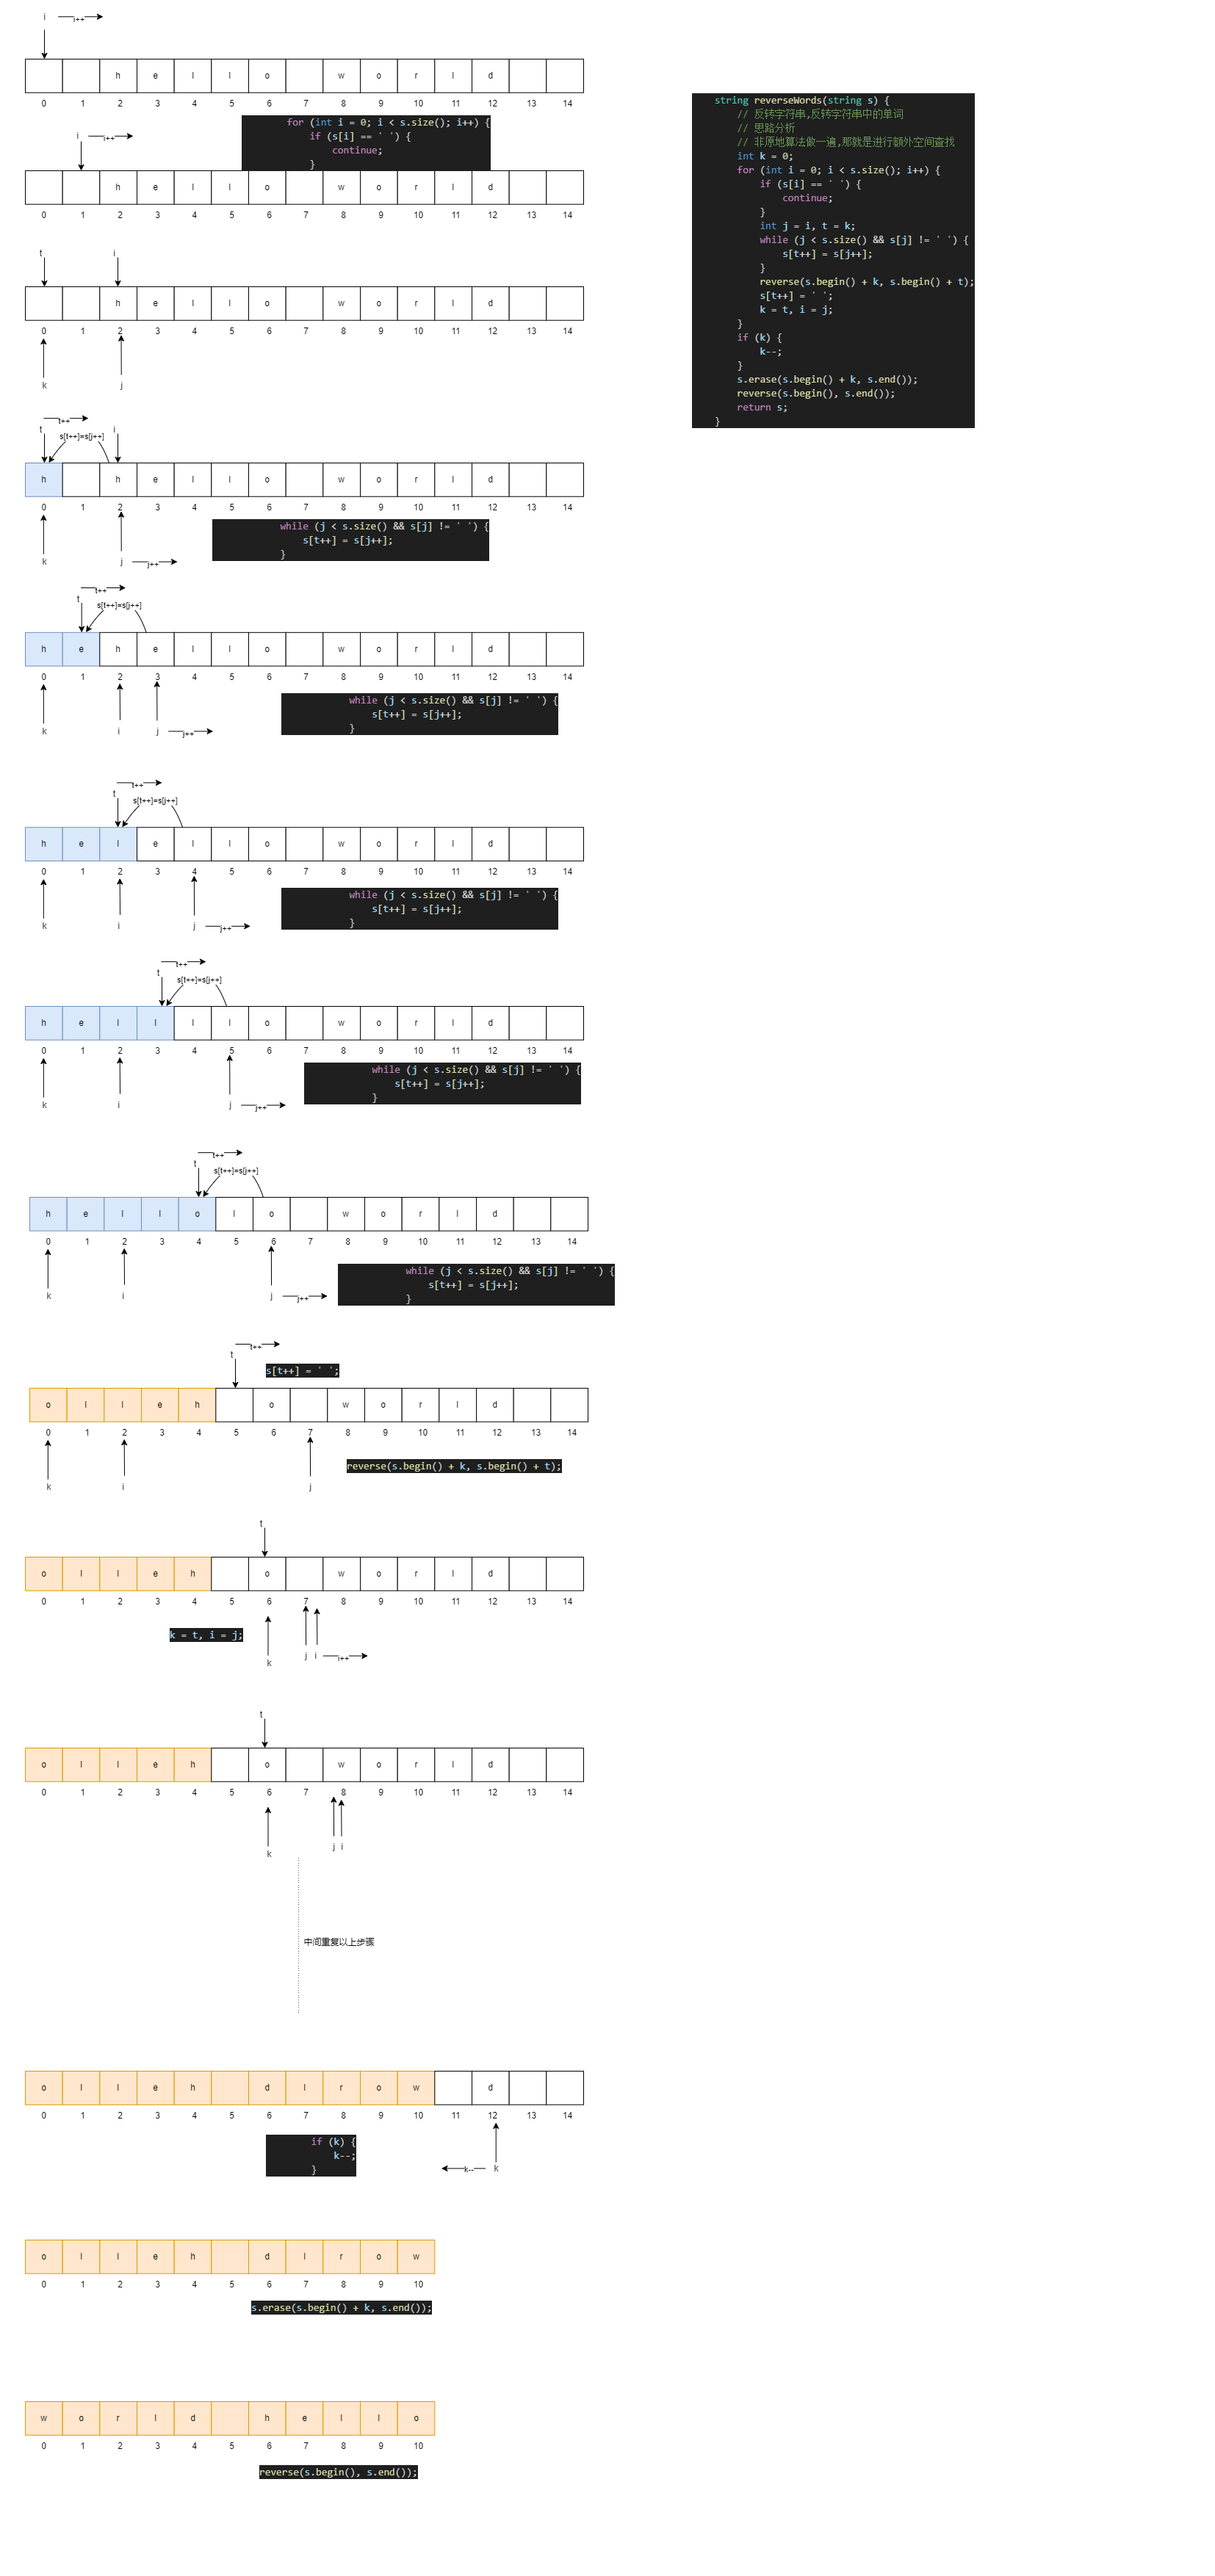 i
i++
h e l l o w o r l d
0 1 2 3 4 5 6 7 8 9 10 11 12 13 14
for (int i = 0; i < s.size(); i++) {
if (s[i] == ' ') {
continue;
}
i
i++
h e l l o w o r l d
0 1 2 3 4 5 6 7 8 9 10 11 12 13 14
string reverseWords(string s) {
// 反转字符串,反转字符串中的单词
// 思路分析
// 非原地算法做一遍,那就是进行额外空间查找
int k = 0;
for (int i = 0; i < s.size(); i++) {
if (s[i] == ' ') {
continue;
}
int j = i, t = k;
while (j < s.size() && s[j] != ' ') {
s[t++] = s[j++];
}
reverse(s.begin() + k, s.begin() + t);
s[t++] = ' ';
k = t, i = j;
}
if (k) {
k--;
}
s.erase(s.begin() + k, s.end());
reverse(s.begin(), s.end());
return s;
}
t i
h e l l o w o r l d
0 1 2 3 4 5 6 7 8 9 10 11 12 13 14
k j
t++
t i
s[t++]=s[j++]
h h e l l o w o r l d
0 1 2 3 4 5 6 7 8 9 10 11 12 13 14
while (j < s.size() && s[j] != ' ') {
s[t++] = s[j++];
}
k j j++
t++
t
s[t++]=s[j++]
h e h e l l o w o r l d
0 1 2 3 4 5 6 7 8 9 10 11 12 13 14
while (j < s.size() && s[j] != ' ') {
s[t++] = s[j++];
}
k i j j++
t++
t
s[t++]=s[j++]
h e l e l l o w o r l d
0 1 2 3 4 5 6 7 8 9 10 11 12 13 14
while (j < s.size() && s[j] != ' ') {
s[t++] = s[j++];
}
k i j j++
t++
t
s[t++]=s[j++]
h e l l l l o w o r l d
0 1 2 3 4 5 6 7 8 9 10 11 12 13 14
while (j < s.size() && s[j] != ' ') {
s[t++] = s[j++];
}
k i j j++
t++
t
s[t++]=s[j++]
h e l l o l o w o r l d
0 1 2 3 4 5 6 7 8 9 10 11 12 13 14
while (j < s.size() && s[j] != ' ') {
s[t++] = s[j++];
}
k i j j++
t++
t
s[t++] = ' ';
o l l e h o w o r l d
0 1 2 3 4 5 6 7 8 9 10 11 12 13 14
reverse(s.begin() + k, s.begin() + t);
k i j
t
o l l e h o w o r l d
0 1 2 3 4 5 6 7 8 9 10 11 12 13 14
k = t, i = j;
k j i i++
t
o l l e h o w o r l d
0 1 2 3 4 5 6 7 8 9 10 11 12 13 14
k j i
中间重复以上步骤
o l l e h d l r o w d
0 1 2 3 4 5 6 7 8 9 10 11 12 13 14
if (k) {
k--;
}
k-- k
o l l e h d l r o w
0 1 2 3 4 5 6 7 8 9 10
s.erase(s.begin() + k, s.end());
w o r l d h e l l o
0 1 2 3 4 5 6 7 8 9 10
reverse(s.begin(), s.end());